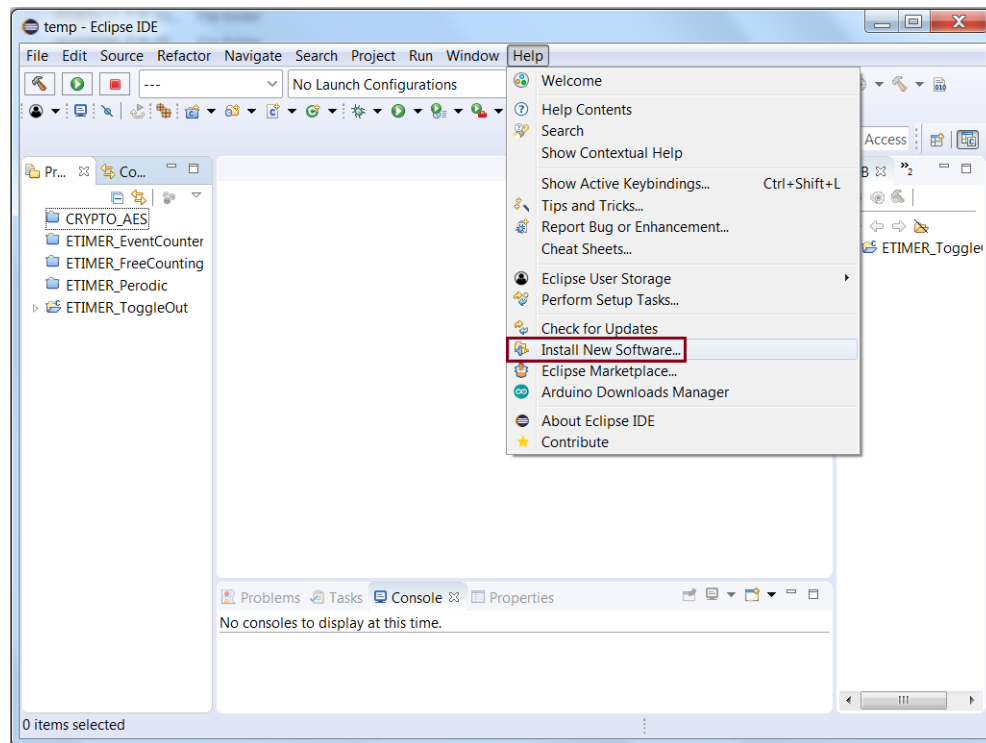 temp - Eclipse IDE
File Edit Source Refactor Navigate Search Project Run Window Help
--- No Launch Configurations
Access
Pr... Co...
CRYPTO_AES
ETIMER_EventCounter
ETIMER_FreeCounting
ETIMER_Perodic
ETIMER_ToggleOut
Welcome
Help Contents
Search
Show Contextual Help
Show Active Keybindings... Ctrl+Shift+L
Tips and Tricks...
Report Bug or Enhancement...
Cheat Sheets...
Eclipse User Storage
Perform Setup Tasks...
Check for Updates
Install New Software...
Eclipse Marketplace...
Arduino Downloads Manager
About Eclipse IDE
Contribute
B 2
ETIMER_Toggle
Problems Tasks Console Properties
No consoles to display at this time.
0 items selected